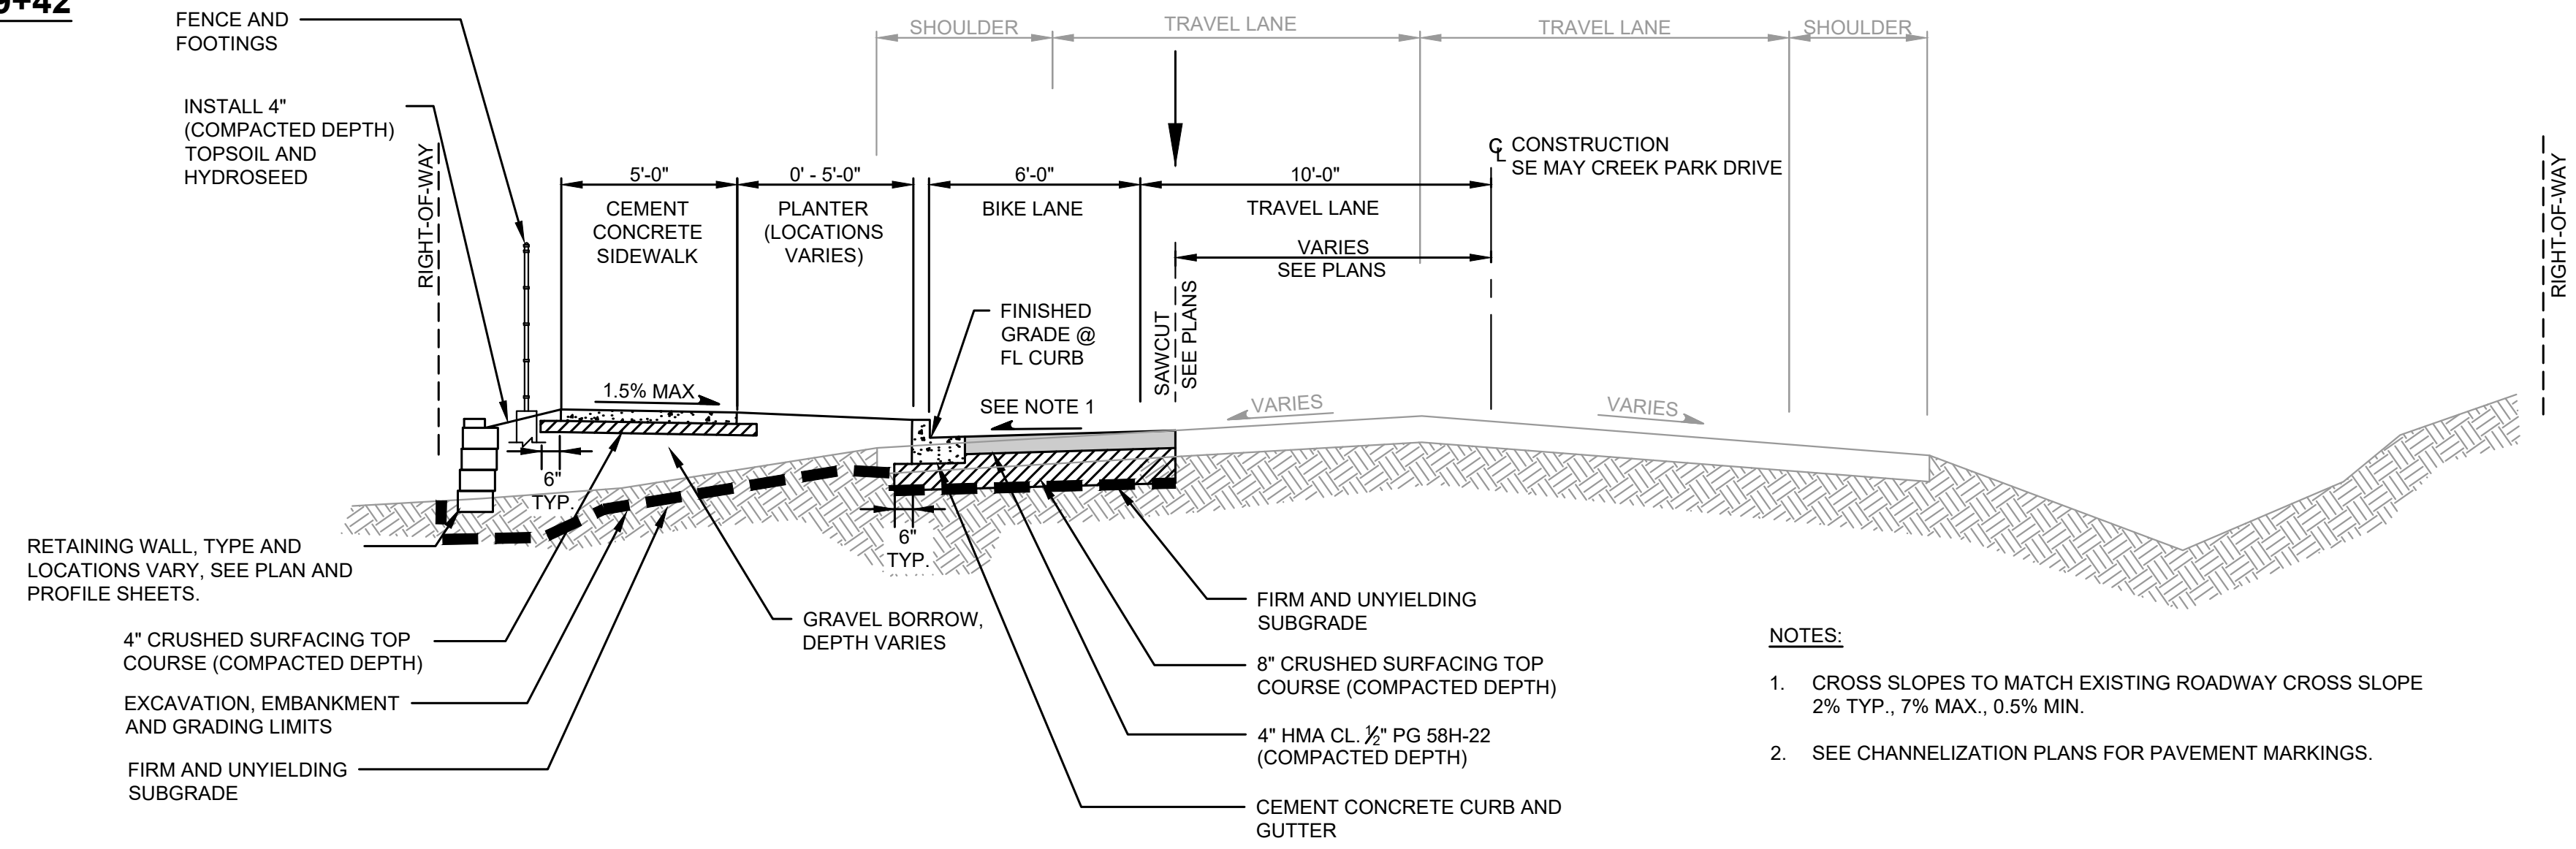 9+42
FENCE AND
FOOTINGS
SHOULDER
TRAVEL LANE
TRAVEL LANE
SHOULDER
INSTALL 4"
(COMPACTED DEPTH)
TOPSOIL AND
HYDROSEED
RIGHT-OF-WAY
5'-0"
CEMENT
CONCRETE
SIDEWALK
0' - 5'-0"
PLANTER
(LOCATIONS
VARIES)
6'-0"
BIKE LANE
10'-0"
TRAVEL LANE
VARIES
SEE PLANS
CL CONSTRUCTION
SE MAY CREEK PARK DRIVE
RIGHT-OF-WAY
SAWCUT
SEE PLANS
FINISHED
GRADE @
FL CURB
1.5% MAX
SEE NOTE 1
VARIES
VARIES
6"
TYP.
6"
TYP.
RETAINING WALL, TYPE AND
LOCATIONS VARY, SEE PLAN AND
PROFILE SHEETS.
4" CRUSHED SURFACING TOP
COURSE (COMPACTED DEPTH)
EXCAVATION, EMBANKMENT
AND GRADING LIMITS
FIRM AND UNYIELDING
SUBGRADE
GRAVEL BORROW,
DEPTH VARIES
FIRM AND UNYIELDING
SUBGRADE
8" CRUSHED SURFACING TOP
COURSE (COMPACTED DEPTH)
4" HMA CL. ½" PG 58H-22
(COMPACTED DEPTH)
CEMENT CONCRETE CURB AND
GUTTER
NOTES:
1. CROSS SLOPES TO MATCH EXISTING ROADWAY CROSS SLOPE
2% TYP., 7% MAX., 0.5% MIN.
2. SEE CHANNELIZATION PLANS FOR PAVEMENT MARKINGS.